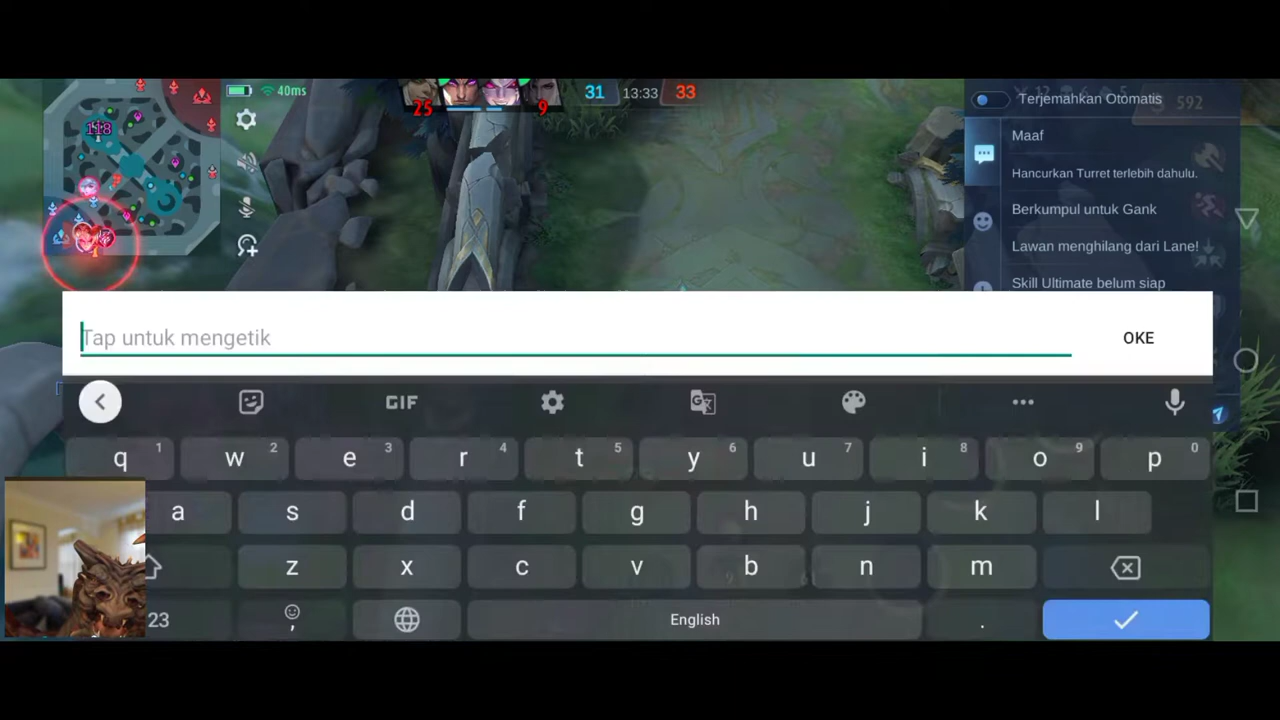 118
40ms
25
9
31 13:33 33
592
Terjemahkan Otomatis
Maaf
Hancurkan Turret terlebih dahulu.
Berkumpul untuk Gank
Lawan menghilang dari Lane!
Skill Ultimate belum siap
Tap untuk mengetik
OKE
GIF
q 1 w 2 e 3 r 4 t 5 y 6 u 7 i 8 o 9 p 0
a s d f g h j k l
z x c v b n m
23 , English .